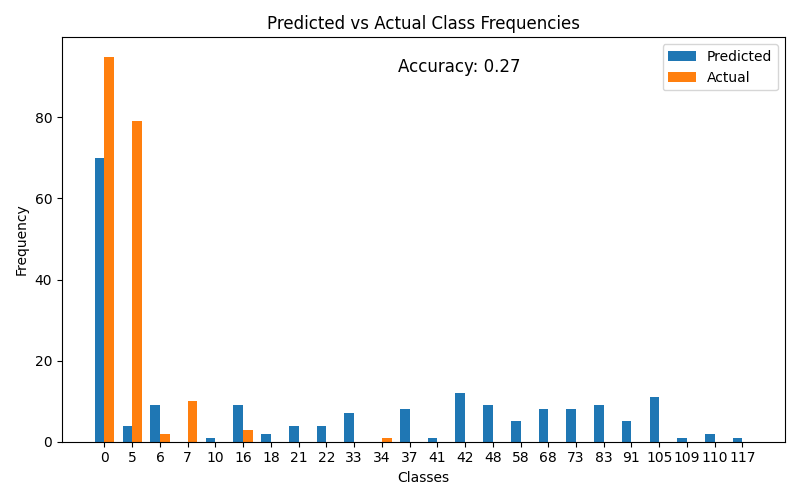 Predicted vs Actual Class Frequencies
Accuracy: 0.27
Predicted
Actual
Frequency
80
60
40
20
0
0 5 6 7 10 16 18 21 22 33 34 37 41 42 48 58 68 73 83 91 105 109 110 117
Classes